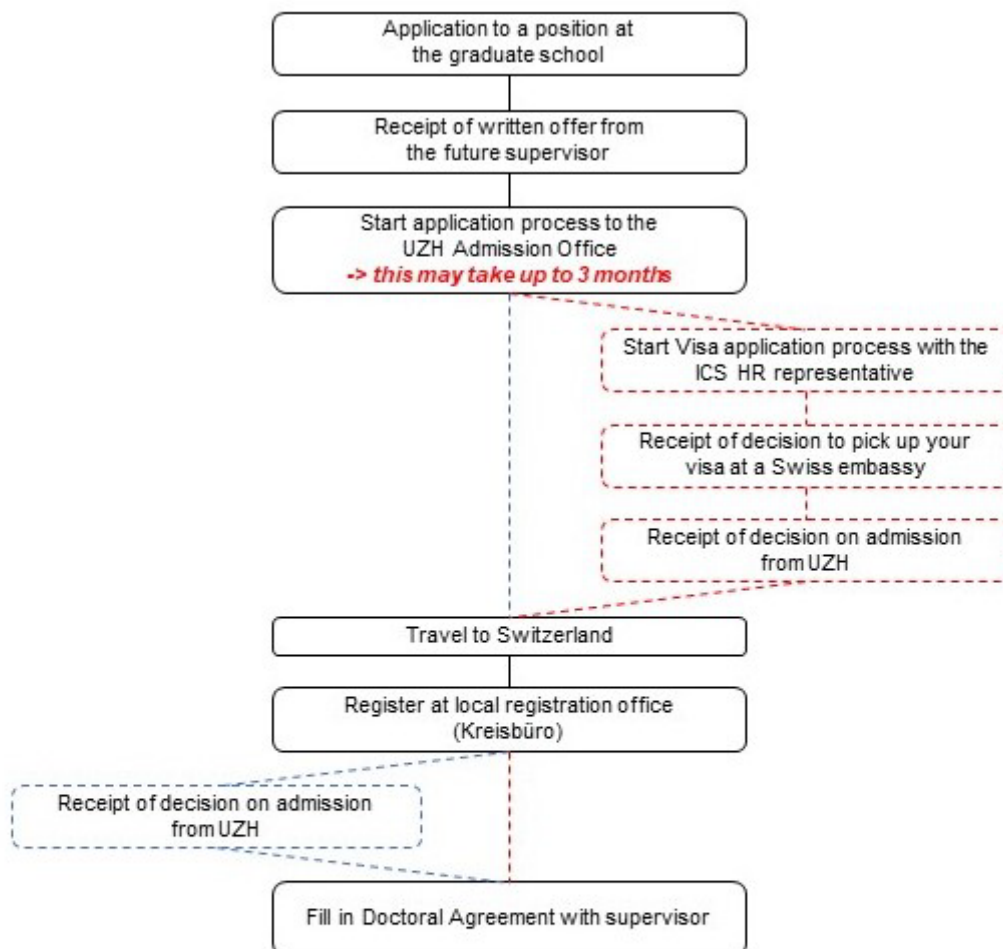 Application to a position at
the graduate school
Receipt of written offer from
the future supervisor
Start application process to the
UZH Admission Office
-> this may take up to 3 months
Start Visa application process with the
ICS HR representative
Receipt of decision to pick up your
visa at a Swiss embassy
Receipt of decision on admission
from UZH
Travel to Switzerland
Register at local registration office
(Kreisbüro)
Receipt of decision on admission
from UZH
Fill in Doctoral Agreement with supervisor